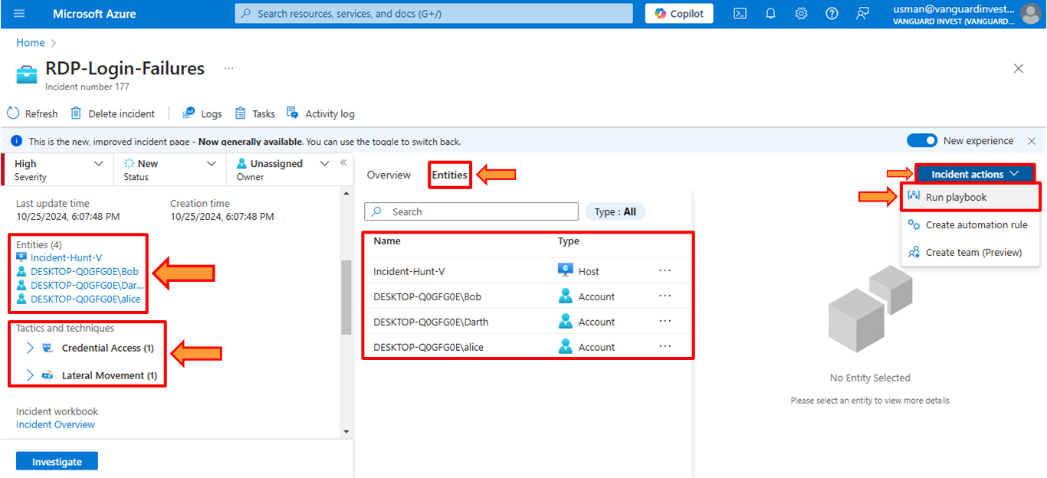 Microsoft Azure
Search resources, services, and docs (G+/)
Copilot
usman@vanguardinvest...
VANGUARD INVEST (VANGUARD...
Home >
RDP-Login-Failures ...
Incident number 177
Refresh
Delete incident
Logs
Tasks
Activity log
This is the new, improved incident page - Now generally available. You can use the toggle to switch back.
New experience
High
Severity
New
Status
Unassigned
Owner
Last update time
10/25/2024, 6:07:48 PM
Creation time
10/25/2024, 6:07:48 PM
Entities (4)
Incident-Hunt-V
DESKTOP-Q0GFG0E\Bob
DESKTOP-Q0GFG0E\Dar...
DESKTOP-Q0GFG0E\alice
Tactics and techniques
Credential Access (1)
Lateral Movement (1)
Incident workbook
Incident Overview
Investigate
Overview
Entities
Search
Type : All
Name Type
Incident-Hunt-V Host ...
DESKTOP-Q0GFG0E\Bob Account ...
DESKTOP-Q0GFG0E\Darth Account ...
DESKTOP-Q0GFG0E\alice Account ...
Incident actions
Run playbook
Create automation rule
Create team (Preview)
No Entity Selected
Please select an entity to view more details